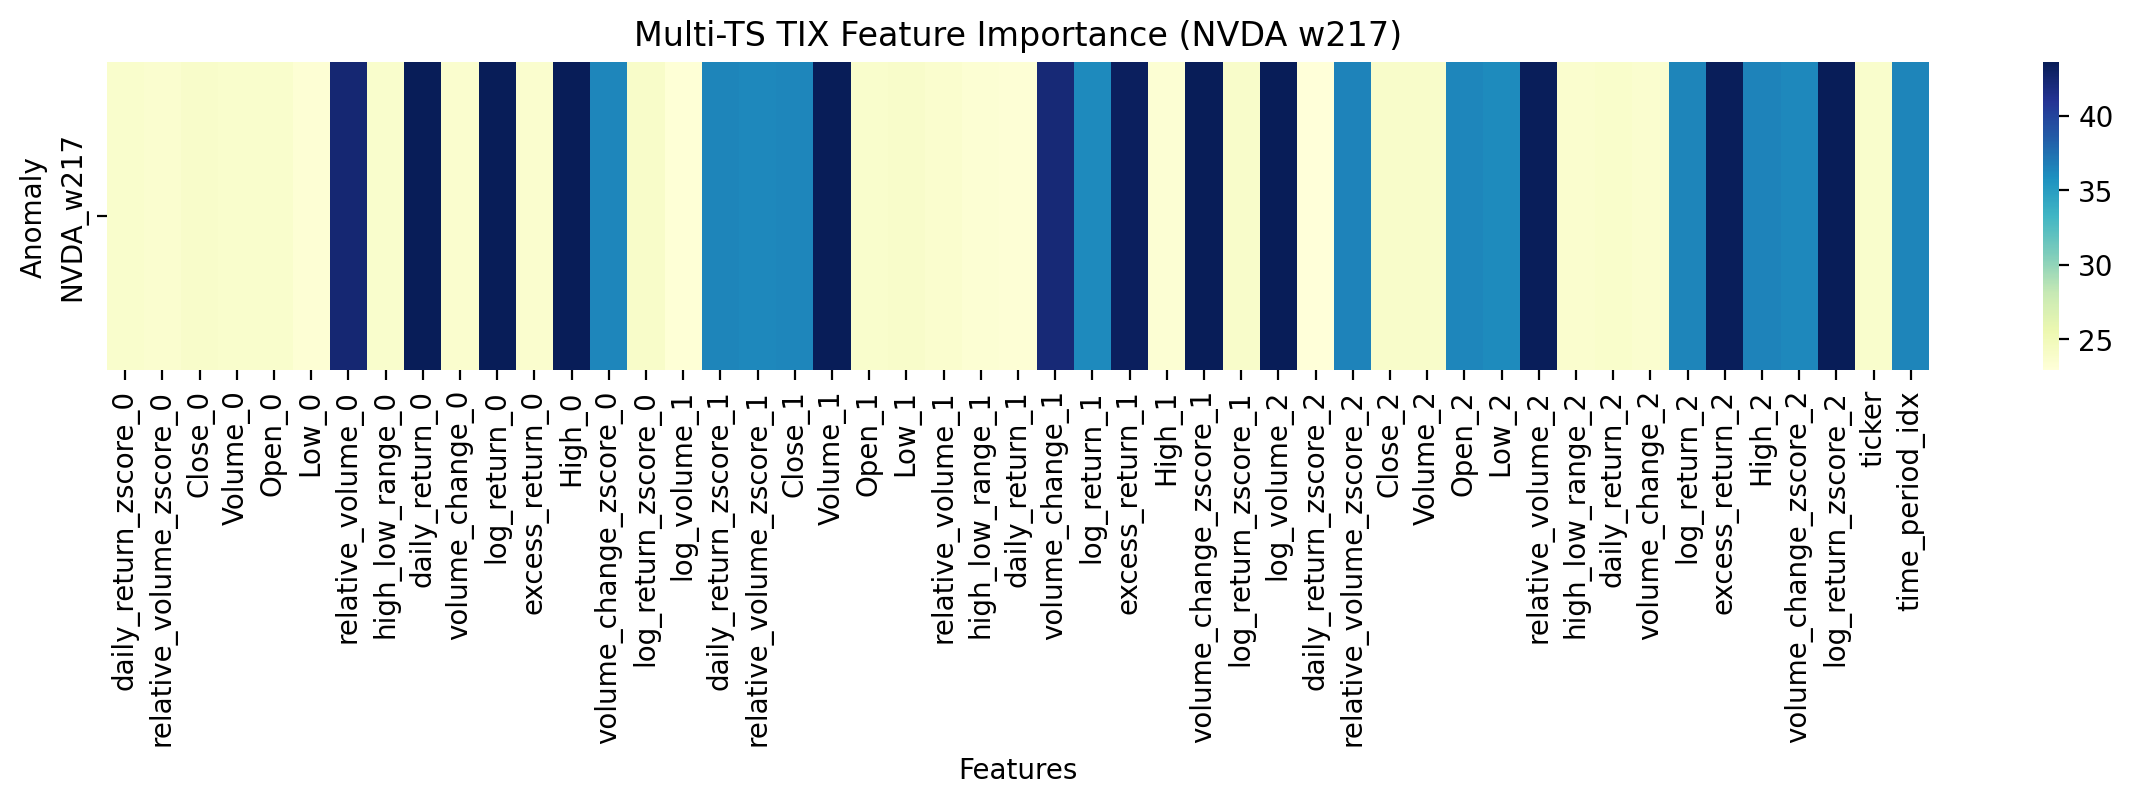 Multi-TS TIX Feature Importance (NVDA w217)
Anomaly
NVDA_w217
40
35
30
25
daily_return_zscore_0
relative_volume_zscore_0
Close_0
Volume_0
Open_0
Low_0
relative_volume_0
high_low_range_0
daily_return_0
volume_change_0
log_return_0
excess_return_0
High_0
volume_change_zscore_0
log_return_zscore_0
log_volume_1
daily_return_zscore_1
relative_volume_zscore_1
Close_1
Volume_1
Open_1
Low_1
relative_volume_1
high_low_range_1
daily_return_1
volume_change_1
log_return_1
excess_return_1
High_1
volume_change_zscore_1
log_return_zscore_1
log_volume_2
daily_return_zscore_2
relative_volume_zscore_2
Close_2
Volume_2
Open_2
Low_2
relative_volume_2
high_low_range_2
daily_return_2
volume_change_2
log_return_2
excess_return_2
High_2
volume_change_zscore_2
log_return_zscore_2
ticker
time_period_idx
Features